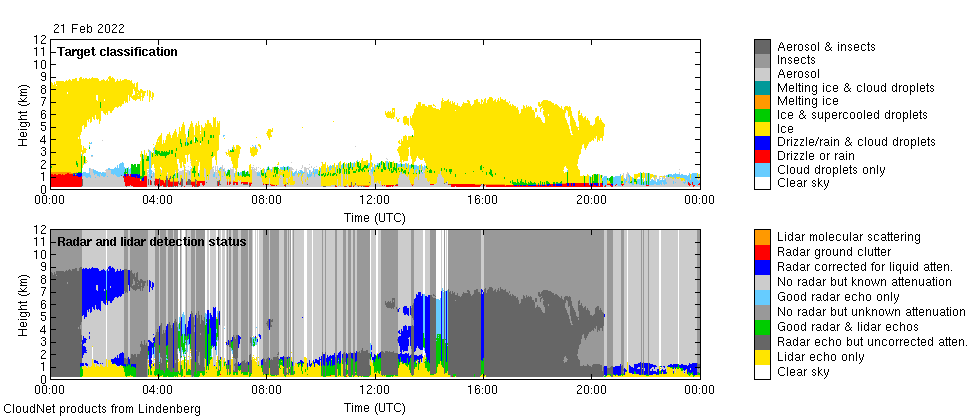 21 Feb 2022
Target classification
Height (km)
12
11
10
9
8
7
6
5
4
3
2
1
0
00:00 04:00 08:00 12:00 16:00 20:00 00:00
Time (UTC)
Aerosol & insects
Insects
Aerosol
Melting ice & cloud droplets
Melting ice
Ice & supercooled droplets
Ice
Drizzle/rain & cloud droplets
Drizzle or rain
Cloud droplets only
Clear sky
Radar and lidar detection status
Height (km)
12
11
10
9
8
7
6
5
4
3
2
1
0
00:00 04:00 08:00 12:00 16:00 20:00 00:00
Time (UTC)
Lidar molecular scattering
Radar ground clutter
Radar corrected for liquid atten.
No radar but known attenuation
Good radar echo only
No radar but unknown attenuation
Good radar & lidar echos
Radar echo but uncorrected atten.
Lidar echo only
Clear sky
CloudNet products from Lindenberg